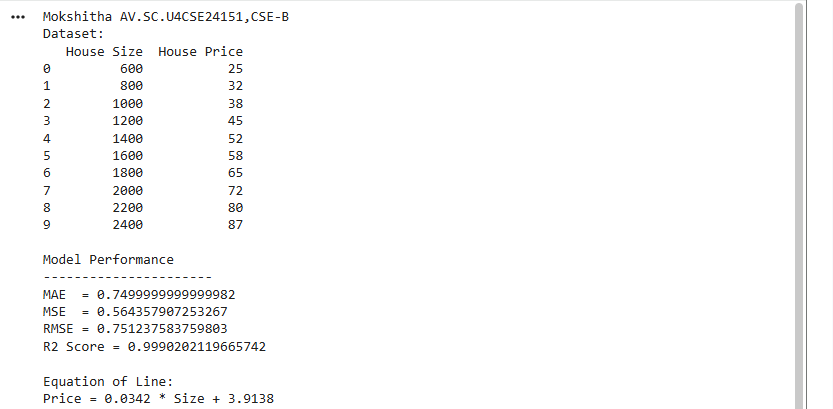 Mokshitha AV.SC.U4CSE24151,CSE-B
Dataset:
   House Size  House Price
0         600           25
1         800           32
2        1000           38
3        1200           45
4        1400           52
5        1600           58
6        1800           65
7        2000           72
8        2200           80
9        2400           87

Model Performance
----------------------
MAE  = 0.7499999999999982
MSE  = 0.564357907253267
RMSE = 0.751237583759803
R2 Score = 0.9990202119665742

Equation of Line:
Price = 0.0342 * Size + 3.9138